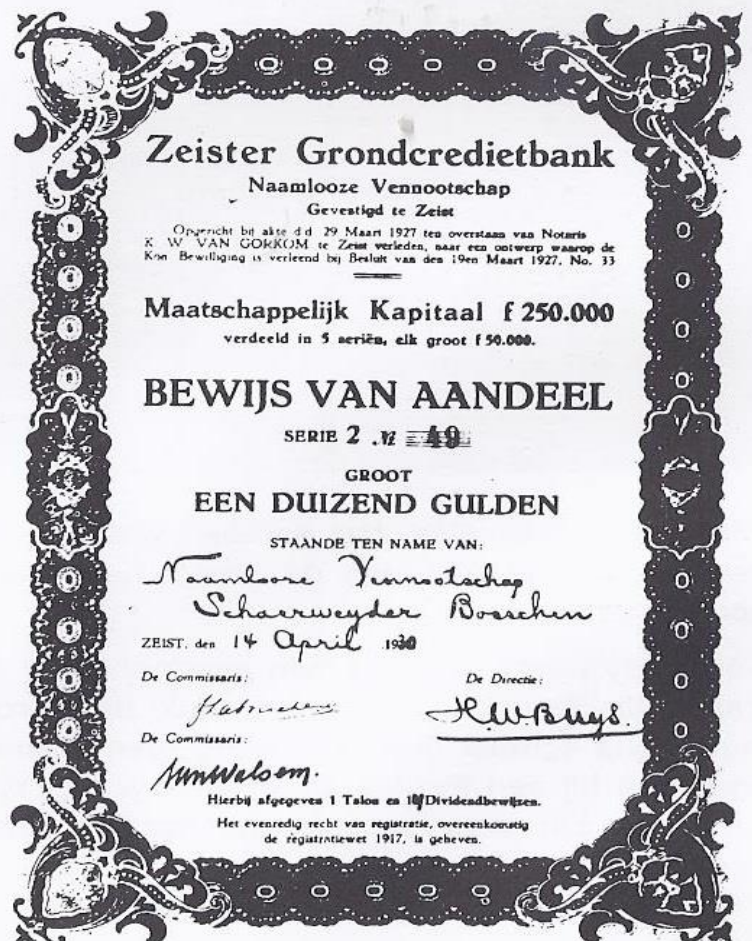 Zeister Grondcredietbank
Naamlooze Vennootschap
Gevestigd te Zeist
Opgericht bij akte d.d. 29 Maart 1927 ten overstaan van Notaris
K. W. VAN GORKOM te Zeist verleden, naar een ontwerp waarop de
Kon. Bewilliging is verleend bij Besluit van den 19en Maart 1927, No. 33
Maatschappelijk Kapitaal f 250.000
verdeeld in 5 seriën, elk groot f 50.000.
BEWIJS VAN AANDEEL
SERIE 2 № 49
GROOT
EEN DUIZEND GULDEN
STAANDE TEN NAME VAN:
Naamlooze Vennootschap
Schaerweyder Bosschen
ZEIST, den 14 April 1930
De Commissaris: De Directie:
H.W. Buys.
De Commissaris:
Hierbij afgegeven 1 Talon en Dividendbewijzen.
Het evenredig recht van registratie, overeenkomstig
de registratiewet 1917, is geheven.